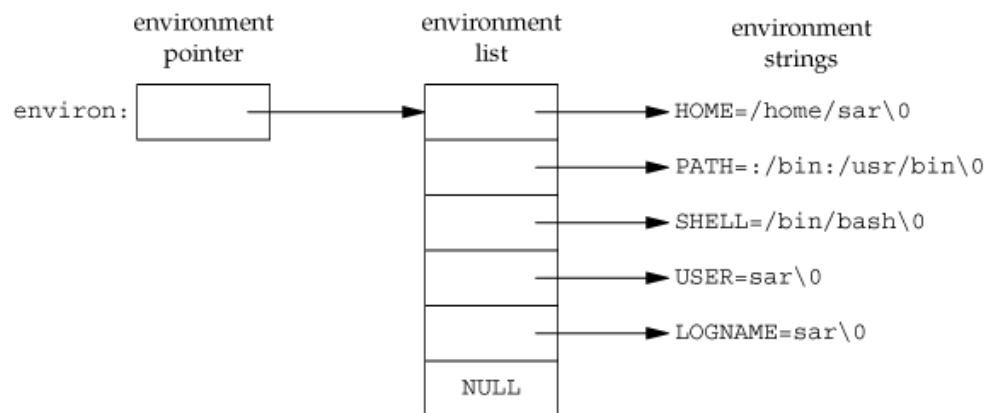 environment
pointer
environment
list
environment
strings
environ:
HOME=/home/sar\0
PATH=:/bin:/usr/bin\0
SHELL=/bin/bash\0
USER=sar\0
LOGNAME=sar\0
NULL